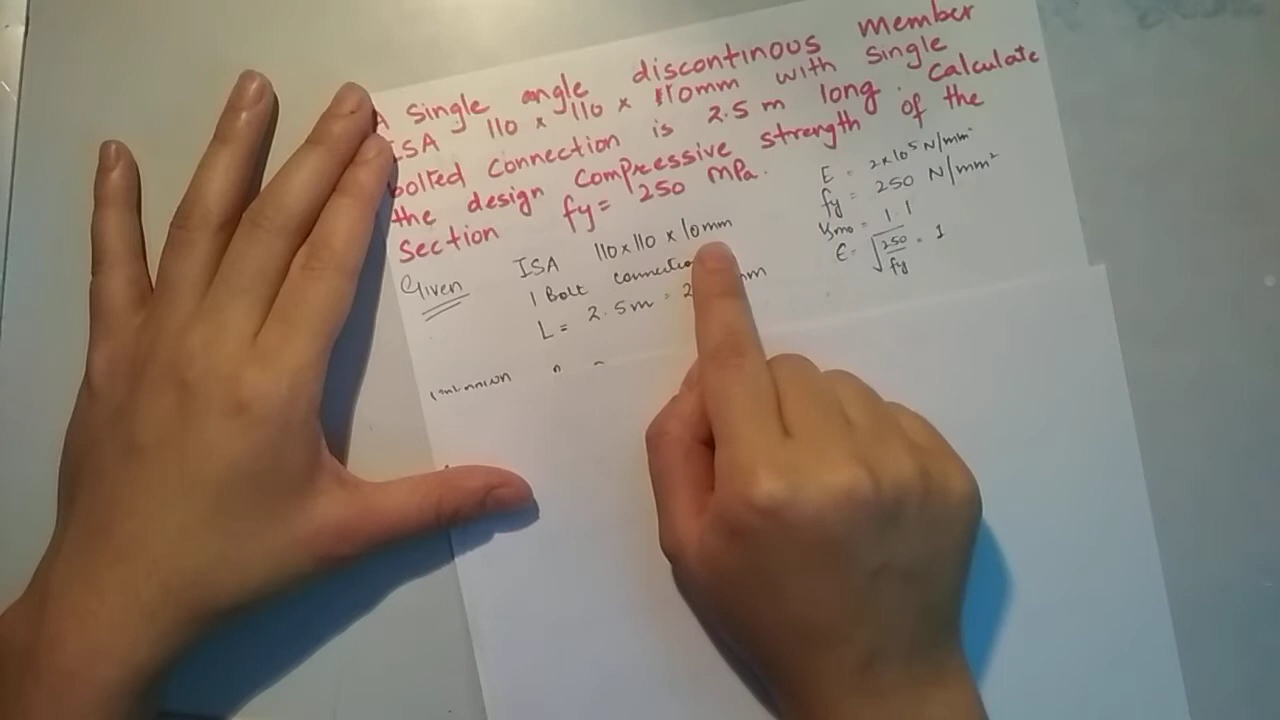 A Single angle discontinous member
ISA 110 x 110 x 10mm with Single
bolted connection is 2.5 m long. Calculate
the design compressive strength of the
Section fy = 250 MPa.
Given ISA 110x110 x 10mm
1 Bolt connection
L = 2.5m =
E = 2x10⁵ N/mm²
fy = 250 N/mm²
γmo = 1.1
ϵ = √250/fy = 1